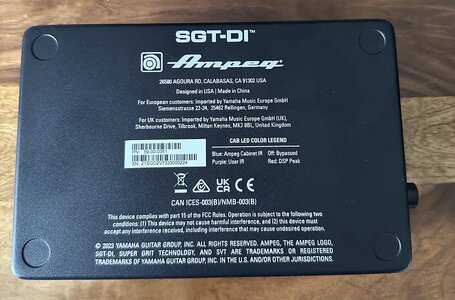 SGT-DI™
Ampeg
26580 AGOURA RD, CALABASAS, CA 91302 USA
Designed in USA | Made in China
For European customers: Imported by Yamaha Music Europe GmbH
Siemensstrasse 22-34, 25462 Rellingen, Germany
For UK customers: Imported by Yamaha Music Europe GmbH (UK),
Sherbourne Drive, Tilbrook, Milton Keynes, MK7 8BL, United Kingdom
CAB LED COLOR LEGEND
Blue: Ampeg Cabinet IR Off: Bypassed
Purple: User IR Red: DSP Peak
P/N: 59-00-0351
S/N: 21SGD2V733300224
UK CA
CAN ICES-003(B)/NMB-003(B)
This device complies with part 15 of the FCC Rules. Operation is subject to the following two
conditions: (1) This device may not cause harmful interference, and (2) this device must accept any
interference received, including interference that may cause undesired operation.
© 2023 YAMAHA GUITAR GROUP, INC. ALL RIGHTS RESERVED. AMPEG, THE AMPEG LOGO,
SGT-DI, SUPER GRIT TECHNOLOGY, AND SVT ARE TRADEMARKS OR REGISTERED
TRADEMARKS OF YAMAHA GUITAR GROUP, INC. IN THE U.S. AND/OR OTHER JURISDICTIONS.